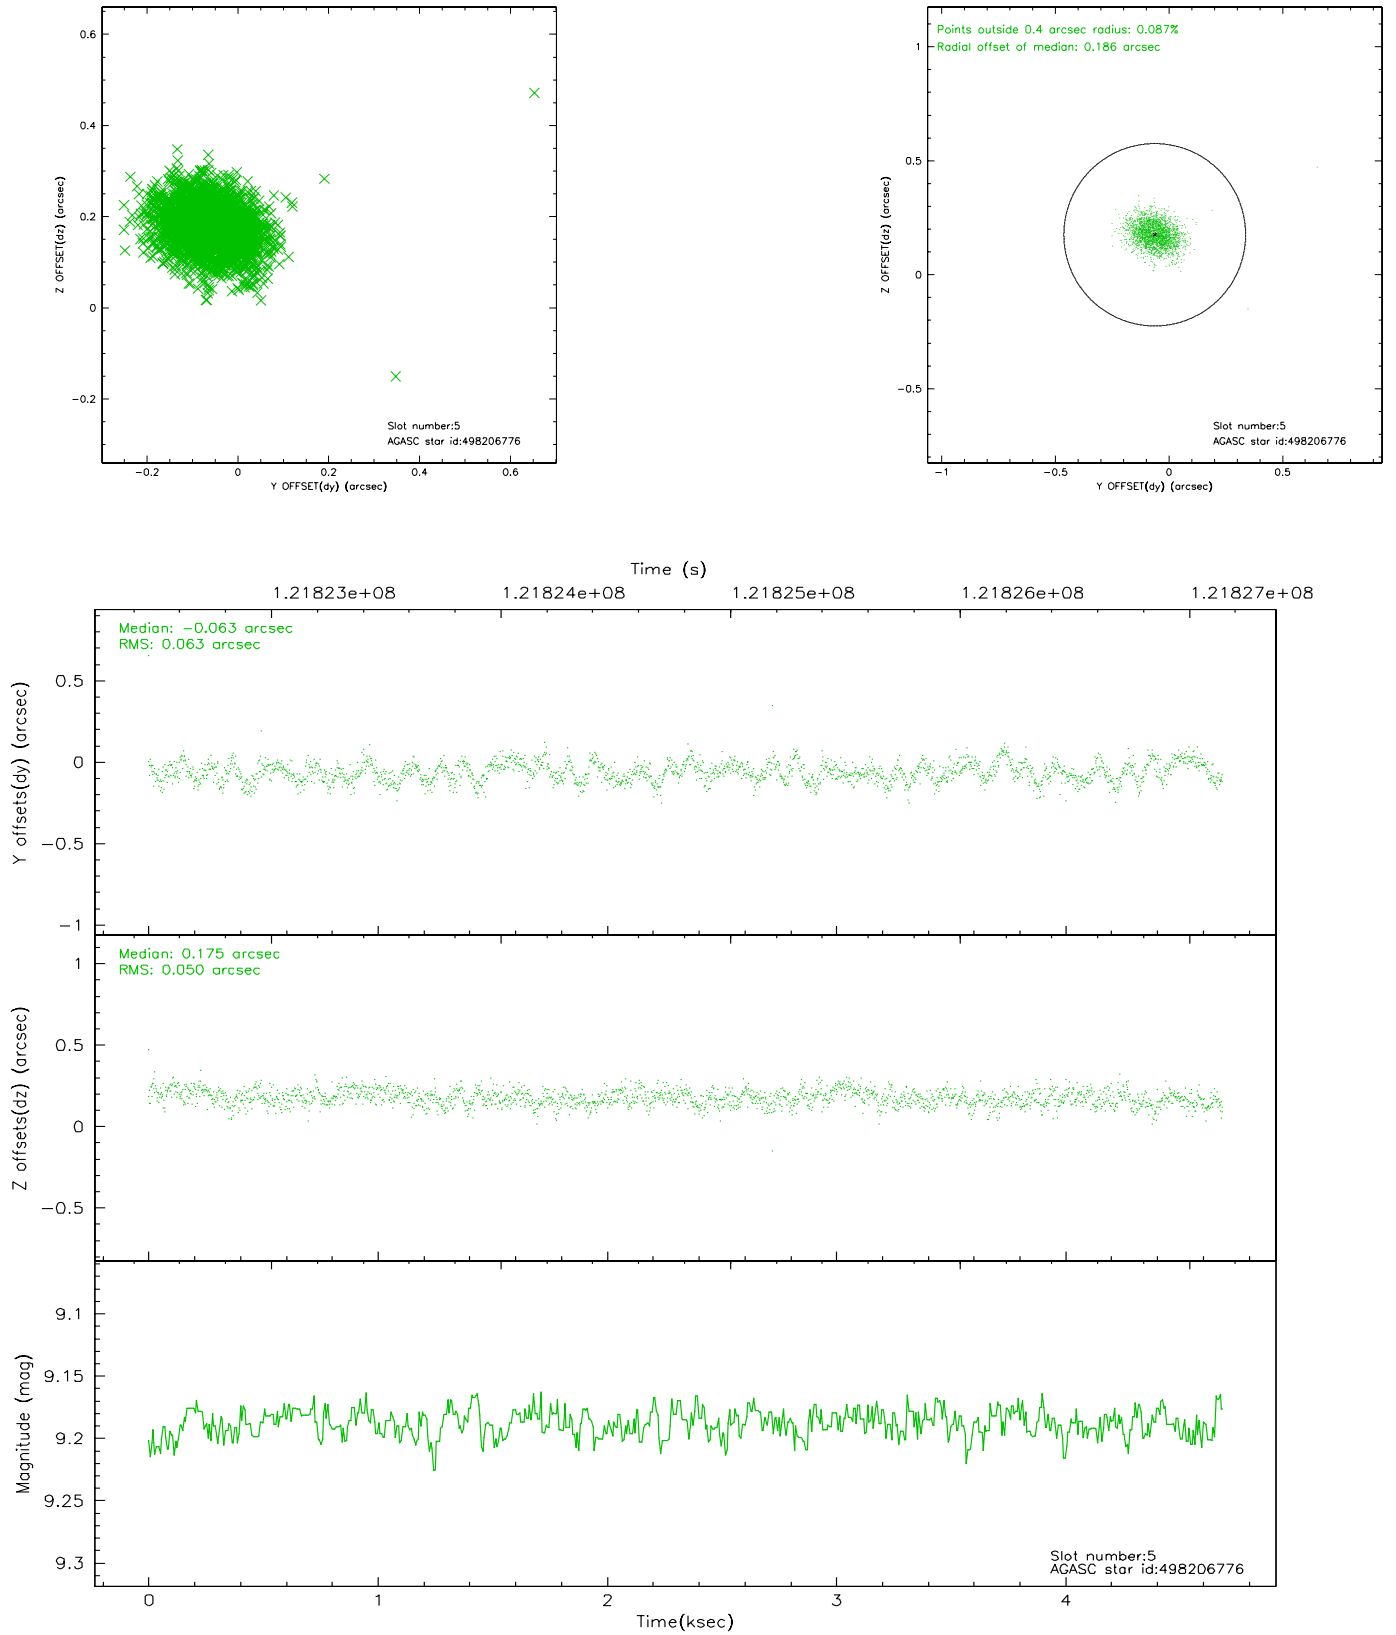 0.6
0.4
0.2
0
−0.2
Z OFFSET(dz) (arcsec)
−0.2 0 0.2 0.4 0.6
Y OFFSET(dy) (arcsec)
Slot number:5
AGASC star id:498206776
Points outside 0.4 arcsec radius: 0.087%
Radial offset of median: 0.186 arcsec
1
0.5
0
−0.5
Z OFFSET(dz) (arcsec)
−1 −0.5 0 0.5
Y OFFSET(dy) (arcsec)
Slot number:5
AGASC star id:498206776
Time (s)
1.21823e+08 1.21824e+08 1.21825e+08 1.21826e+08 1.21827e+08
Median: −0.063 arcsec
RMS: 0.063 arcsec
0.5
0
−0.5
−1
Y offsets(dy) (arcsec)
Median: 0.175 arcsec
RMS: 0.050 arcsec
1
0.5
0
−0.5
Z offsets(dz) (arcsec)
9.1
9.15
9.2
9.25
9.3
Magnitude (mag)
Slot number:5
AGASC star id:498206776
0 1 2 3 4
Time(ksec)